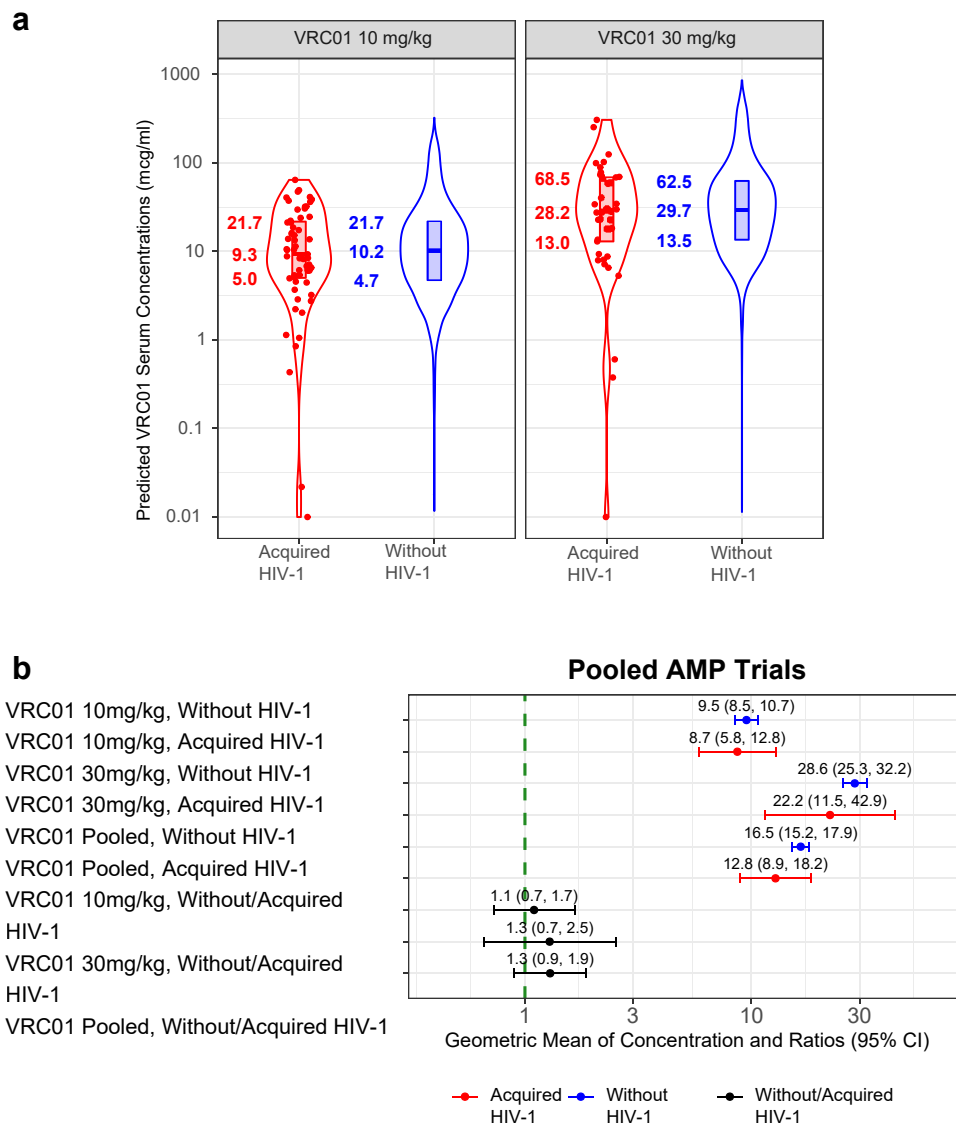 a
VRC01 10 mg/kg
VRC01 30 mg/kg
Predicted VRC01 Serum Concentrations (mcg/ml)
1000
100
10
1
0.1
0.01
21.7
9.3
5.0
21.7
10.2
4.7
68.5
28.2
13.0
62.5
29.7
13.5
Acquired
HIV-1
Without
HIV-1
Acquired
HIV-1
Without
HIV-1
b
Pooled AMP Trials
VRC01 10mg/kg, Without HIV-1
VRC01 10mg/kg, Acquired HIV-1
VRC01 30mg/kg, Without HIV-1
VRC01 30mg/kg, Acquired HIV-1
VRC01 Pooled, Without HIV-1
VRC01 Pooled, Acquired HIV-1
VRC01 10mg/kg, Without/Acquired
HIV-1
VRC01 30mg/kg, Without/Acquired
HIV-1
VRC01 Pooled, Without/Acquired HIV-1
9.5 (8.5, 10.7)
8.7 (5.8, 12.8)
28.6 (25.3, 32.2)
22.2 (11.5, 42.9)
16.5 (15.2, 17.9)
12.8 (8.9, 18.2)
1.1 (0.7, 1.7)
1.3 (0.7, 2.5)
1.3 (0.9, 1.9)
1
3
10
30
Geometric Mean of Concentration and Ratios (95% CI)
Acquired
HIV-1
Without
HIV-1
Without/Acquired
HIV-1